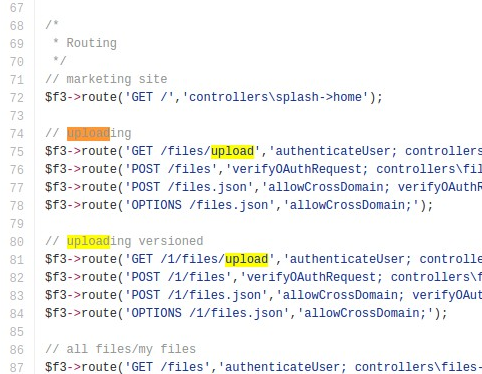 67
68 /*
69  * Routing
70  */
71 // marketing site
72 $f3->route('GET /','controllers\splash->home');
73
74 // uploading
75 $f3->route('GET /files/upload','authenticateUser; controllers
76 $f3->route('POST /files','verifyOAuthRequest; controllers\fil
77 $f3->route('POST /files.json','allowCrossDomain; verifyOAuthR
78 $f3->route('OPTIONS /files.json','allowCrossDomain;');
79
80 // uploading versioned
81 $f3->route('GET /1/files/upload','authenticateUser; controlle
82 $f3->route('POST /1/files','verifyOAuthRequest; controllers\f
83 $f3->route('POST /1/files.json','allowCrossDomain; verifyOAut
84 $f3->route('OPTIONS /1/files.json','allowCrossDomain;');
85
86 // all files/my files
87 $f3->route('GET /files','authenticateUser; controllers\files-